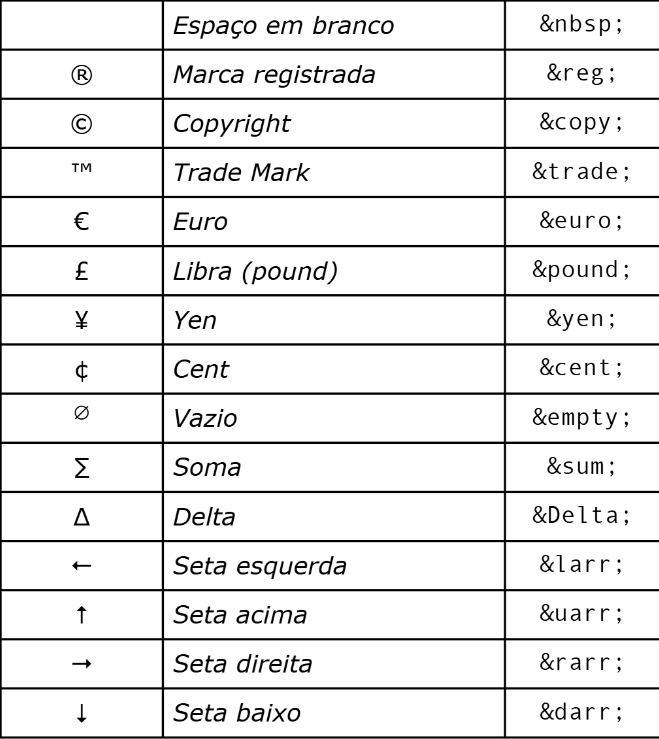 Espaço em branco &nbsp;
® Marca registrada &reg;
© Copyright &copy;
™ Trade Mark &trade;
€ Euro &euro;
£ Libra (pound) &pound;
¥ Yen &yen;
¢ Cent &cent;
∅ Vazio &empty;
∑ Soma &sum;
Δ Delta &Delta;
← Seta esquerda &larr;
↑ Seta acima &uarr;
→ Seta direita &rarr;
↓ Seta baixo &darr;